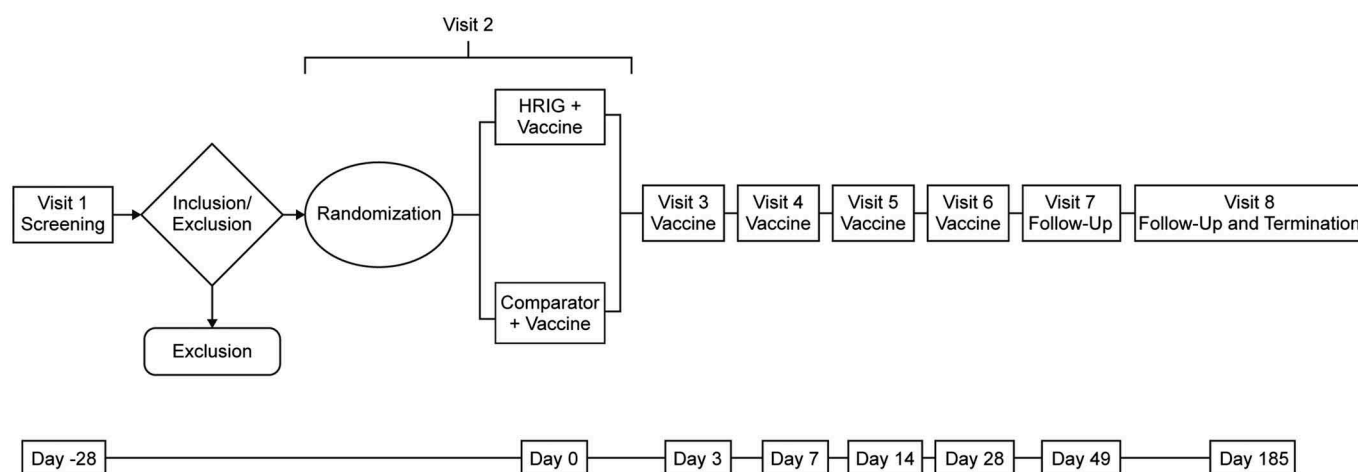 Visit 2
HRIG +
Vaccine
Visit 1
Screening
Inclusion/
Exclusion
Randomization
Visit 3
Vaccine
Visit 4
Vaccine
Visit 5
Vaccine
Visit 6
Vaccine
Visit 7
Follow-Up
Visit 8
Follow-Up and Termination
Comparator
+ Vaccine
Exclusion
Day -28
Day 0
Day 3
Day 7
Day 14
Day 28
Day 49
Day 185